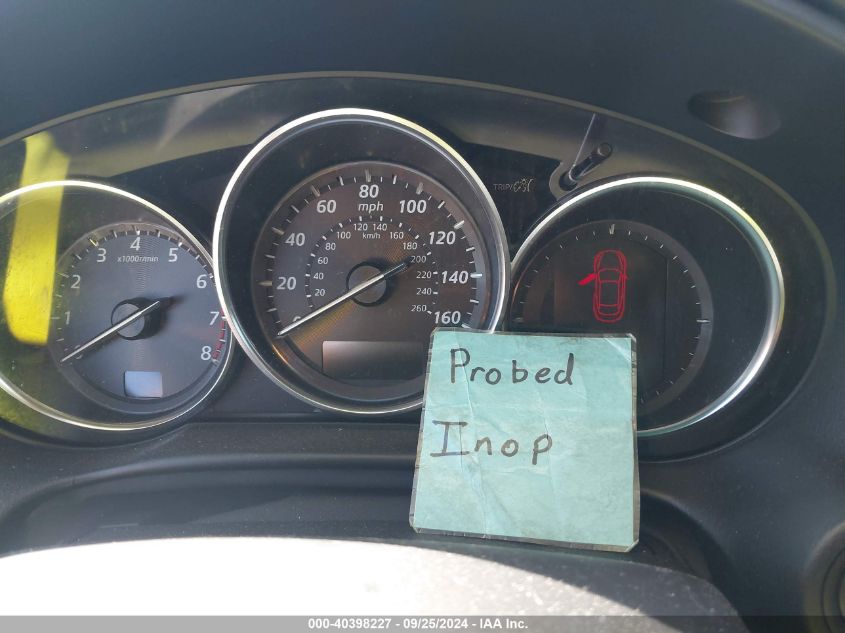 TRIP/
80
60 mph 100
40 120
20 140
160
120 140
100 km/h 160
80 180
60 200
40 220
20 240
260
4
3 x1000r/min 5
2 6
1 7
8
Probed
Inop
000-40398227 - 09/25/2024 - IAA Inc.